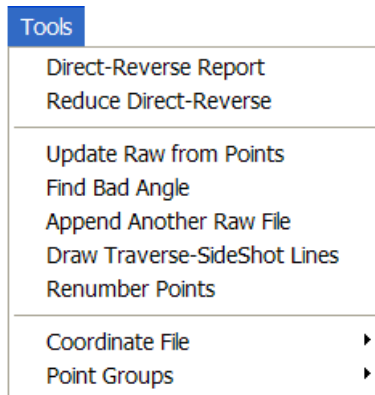 Tools
Direct-Reverse Report
Reduce Direct-Reverse
Update Raw from Points
Find Bad Angle
Append Another Raw File
Draw Traverse-SideShot Lines
Renumber Points
Coordinate File
Point Groups